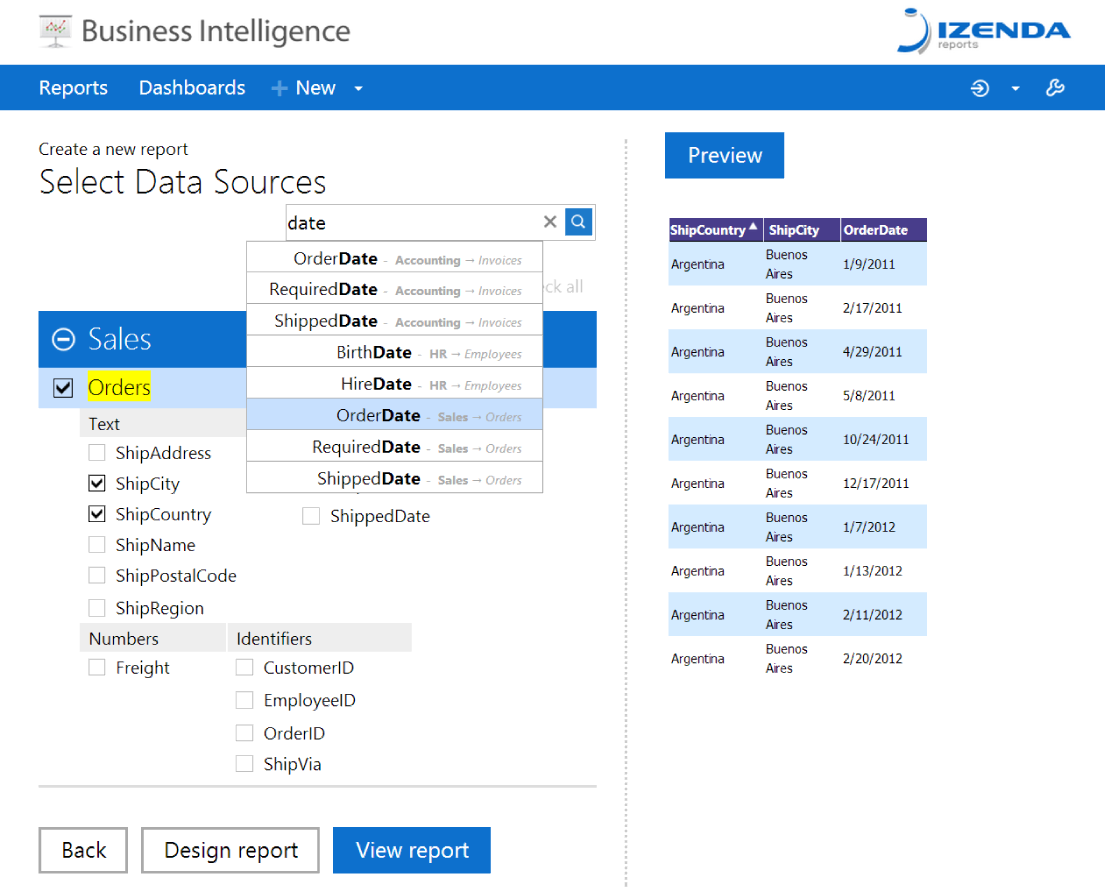 Business Intelligence
IZENDA
reports
Reports Dashboards + New
Create a new report
Select Data Sources
date
OrderDate - Accounting → Invoices
RequiredDate - Accounting → Invoices
ShippedDate - Accounting → Invoices
BirthDate - HR → Employees
HireDate - HR → Employees
OrderDate - Sales → Orders
RequiredDate - Sales → Orders
ShippedDate - Sales → Orders
all
Sales
Orders
Text
ShipAddress
ShipCity
ShipCountry
ShipName
ShipPostalCode
ShipRegion
ShippedDate
Numbers Identifiers
Freight CustomerID
EmployeeID
OrderID
ShipVia
Back Design report View report
Preview
ShipCountry ShipCity OrderDate
Argentina Buenos Aires 1/9/2011
Argentina Buenos Aires 2/17/2011
Argentina Buenos Aires 4/29/2011
Argentina Buenos Aires 5/8/2011
Argentina Buenos Aires 10/24/2011
Argentina Buenos Aires 12/17/2011
Argentina Buenos Aires 1/7/2012
Argentina Buenos Aires 1/13/2012
Argentina Buenos Aires 2/11/2012
Argentina Buenos Aires 2/20/2012